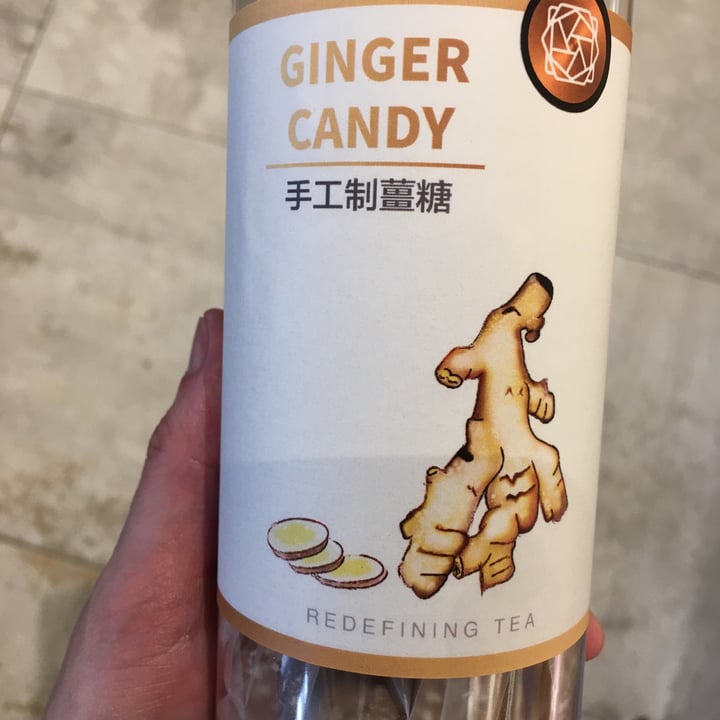 GINGER
CANDY
手工制薑糖
REDEFINING TEA